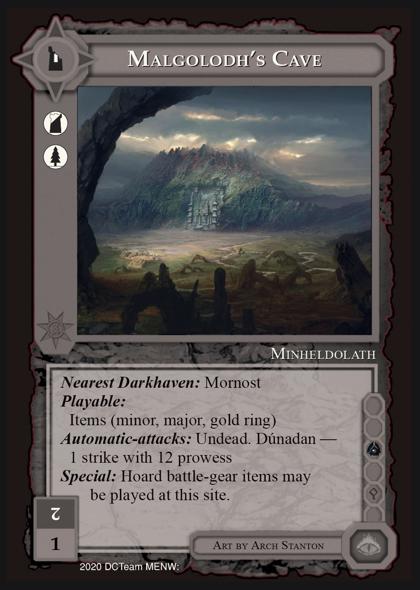 Malgolodh's Cave
Minheldolath
Nearest Darkhaven: Mornost
Playable:
Items (minor, major, gold ring)
Automatic-attacks: Undead. Dúnadan —
1 strike with 12 prowess
Special: Hoard battle-gear items may
be played at this site.
2
1
Art by Arch Stanton
2020 DCTeam MENW: